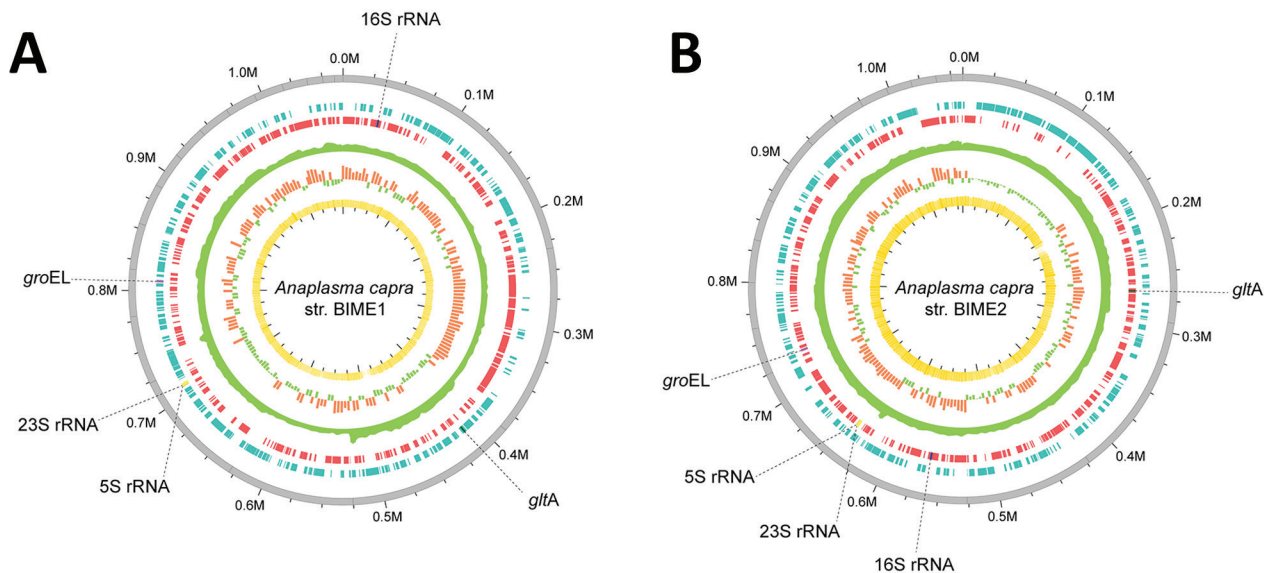 A
16S rRNA
0.0M
0.1M
0.2M
0.3M
0.4M
gltA
0.5M
0.6M
5S rRNA
0.7M
23S rRNA
0.8M
groEL
0.9M
1.0M
Anaplasma capra
str. BIME1
B
0.0M
0.1M
0.2M
gltA
0.3M
0.4M
0.5M
16S rRNA
0.6M
23S rRNA
5S rRNA
0.7M
groEL
0.8M
0.9M
1.0M
Anaplasma capra
str. BIME2